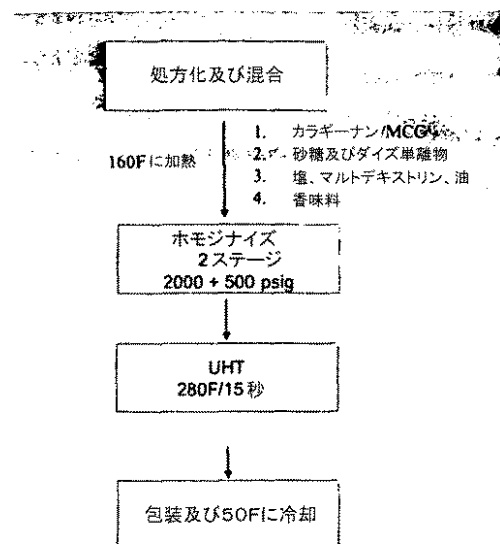 処方化及び混合
160Fに加熱
1. カラギーナン/MCG
2. 砂糖及びダイズ単離物
3. 塩、マルトデキストリン、油
4. 香味料
ホモジナイズ
2ステージ
2000 + 500 psig
UHT
280F/15秒
包装及び50Fに冷却